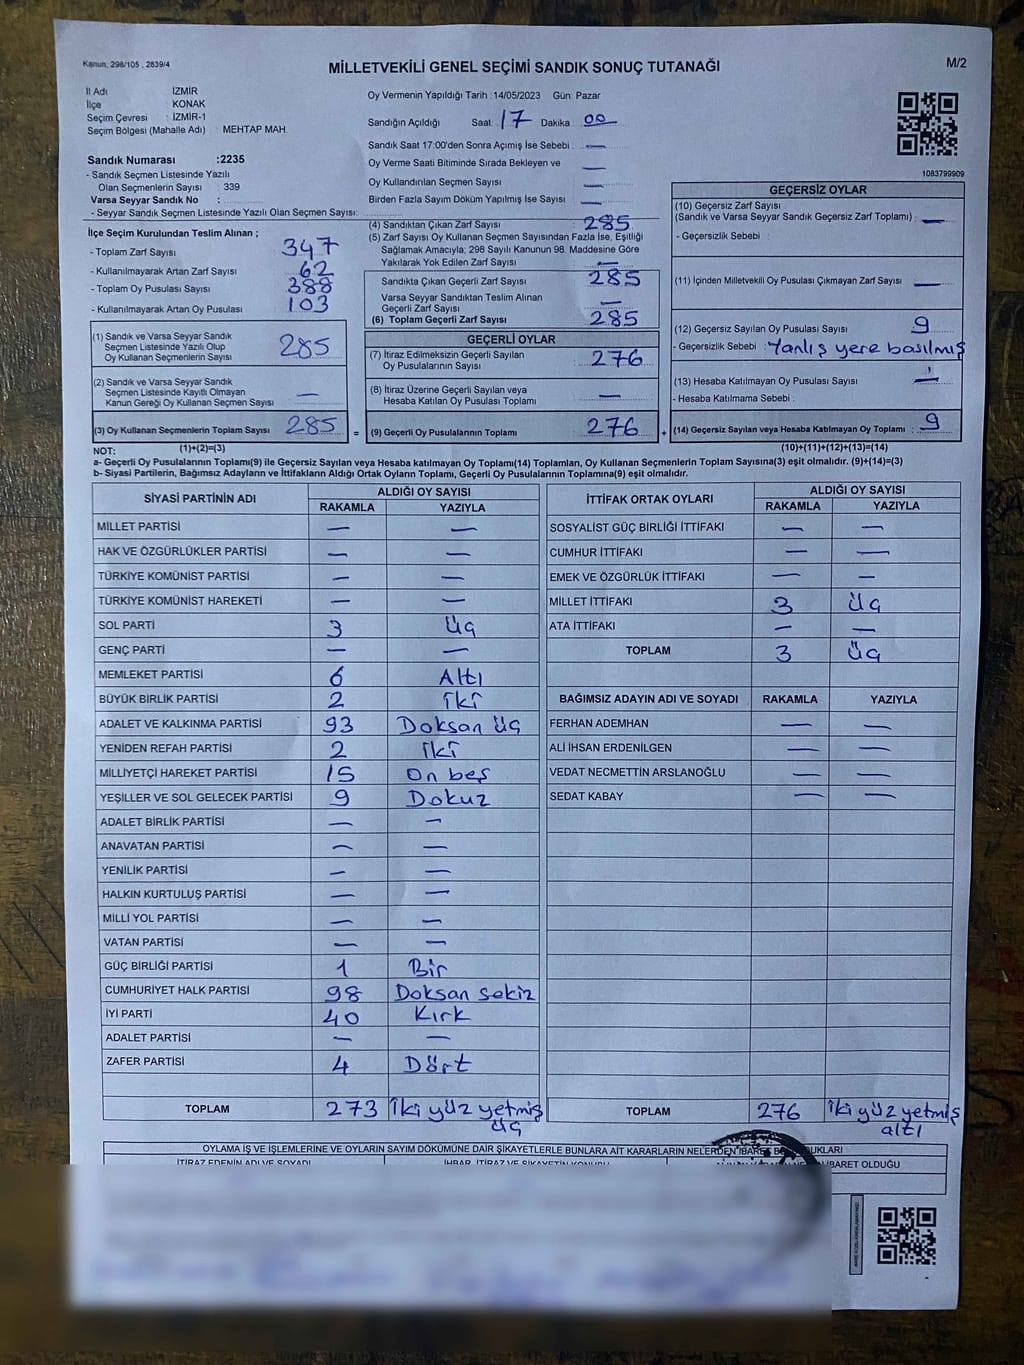 Kanun, 298/105 , 2839/4
MİLLETVEKİLİ GENEL SEÇİMİ SANDIK SONUÇ TUTANAĞI
M/2
İl Adı : İZMİR
İlçe : KONAK
Seçim Çevresi : İZMİR-1
Seçim Bölgesi (Mahalle Adı) : MEHTAP MAH.
Oy Vermenin Yapıldığı Tarih :14/05/2023 Gün: Pazar
Sandığın Açıldığı Saat : 17 Dakika : 00
Sandık Saat 17:00'den Sonra Açımış İse Sebebi : —
Oy Verme Saati Bitiminde Sırada Bekleyen ve
Oy Kullandırılan Seçmen Sayısı : —
Birden Fazla Sayım Döküm Yapılmış İse Sayısı : —
Sandık Numarası :2235
- Sandık Seçmen Listesinde Yazılı
Olan Seçmenlerin Sayısı : 339
Varsa Seyyar Sandık No :
- Seyyar Sandık Seçmen Listesinde Yazılı Olan Seçmen Sayısı:
1083799909
İlçe Seçim Kurulundan Teslim Alınan ;
- Toplam Zarf Sayısı : 347
- Kullanılmayarak Artan Zarf Sayısı : 62
- Toplam Oy Pusulası Sayısı : 388
- Kullanılmayarak Artan Oy Pusulası : 103
(1) Sandık ve Varsa Seyyar Sandık
Seçmen Listesinde Yazılı Olup
Oy Kullanan Seçmenlerin Sayısı : 285
(2) Sandık ve Varsa Seyyar Sandık
Seçmen Listesinde Kayıtlı Olmayan
Kanun Gereği Oy Kullanan Seçmen Sayısı : —
(3) Oy Kullanan Seçmenlerin Toplam Sayısı : 285
(1)+(2)=(3)
(4) Sandıktan Çıkan Zarf Sayısı : 285
(5) Zarf Sayısı Oy Kullanan Seçmen Sayısından Fazla İse, Eşitliği
Sağlamak Amacıyla; 298 Sayılı Kanunun 98. Maddesine Göre
Yakılarak Yok Edilen Zarf Sayısı : —
Sandıkta Çıkan Geçerli Zarf Sayısı : 285
Varsa Seyyar Sandıktan Teslim Alınan
Geçerli Zarf Sayısı : —
(6) Toplam Geçerli Zarf Sayısı : 285
GEÇERLİ OYLAR
(7) İtiraz Edilmeksizin Geçerli Sayılan
Oy Pusulalarının Sayısı : 276
(8) İtiraz Üzerine Geçerli Sayılan veya
Hesaba Katılan Oy Pusulası Toplamı : —
= (9) Geçerli Oy Pusulalarının Toplamı : 276 +
GEÇERSİZ OYLAR
(10) Geçersiz Zarf Sayısı
(Sandık ve Varsa Seyyar Sandık Geçersiz Zarf Toplamı) : —
- Geçersizlik Sebebi :
(11) İçinden Milletvekili Oy Pusulası Çıkmayan Zarf Sayısı : —
(12) Geçersiz Sayılan Oy Pusulası Sayısı : 9
- Geçersizlik Sebebi : Yanlış yere basılmış
(13) Hesaba Katılmayan Oy Pusulası Sayısı : —
- Hesaba Katılmama Sebebi :
(14) Geçersiz Sayılan veya Hesaba Katılmayan Oy Toplamı : 9
(10)+(11)+(12)+(13)=(14)
NOT:
a- Geçerli Oy Pusulalarının Toplamı(9) ile Geçersiz Sayılan veya Hesaba katılmayan Oy Toplamı(14) Toplamları, Oy Kullanan Seçmenlerin Toplam Sayısına(3) eşit olmalıdır. (9)+(14)=(3)
b- Siyasi Partilerin, Bağımsız Adayların ve İttifakların Aldığı Ortak Oyların Toplamı, Geçerli Oy Pusulalarının Toplamına(9) eşit olmalıdır.
SİYASİ PARTİNİN ADI ALDIĞI OY SAYISI
RAKAMLA YAZIYLA
MİLLET PARTİSİ — —
HAK VE ÖZGÜRLÜKLER PARTİSİ — —
TÜRKİYE KOMÜNİST PARTİSİ — —
TÜRKİYE KOMÜNİST HAREKETİ — —
SOL PARTİ 3 Üç
GENÇ PARTİ — —
MEMLEKET PARTİSİ 6 Altı
BÜYÜK BİRLİK PARTİSİ 2 İki
ADALET VE KALKINMA PARTİSİ 93 Doksan üç
YENİDEN REFAH PARTİSİ 2 İki
MİLLİYETÇİ HAREKET PARTİSİ 15 On beş
YEŞİLLER VE SOL GELECEK PARTİSİ 9 Dokuz
ADALET BİRLİK PARTİSİ — —
ANAVATAN PARTİSİ — —
YENİLİK PARTİSİ — —
HALKIN KURTULUŞ PARTİSİ — —
MİLLİ YOL PARTİSİ — —
VATAN PARTİSİ — —
GÜÇ BİRLİĞİ PARTİSİ 1 Bir
CUMHURİYET HALK PARTİSİ 98 Doksan sekiz
İYİ PARTİ 40 Kırk
ADALET PARTİSİ — —
ZAFER PARTİSİ 4 Dört
TOPLAM 273 İki yüz yetmiş üç
İTTİFAK ORTAK OYLARI ALDIĞI OY SAYISI
RAKAMLA YAZIYLA
SOSYALİST GÜÇ BİRLİĞİ İTTİFAKI — —
CUMHUR İTTİFAKI — —
EMEK VE ÖZGÜRLÜK İTTİFAKI — —
MİLLET İTTİFAKI 3 Üç
ATA İTTİFAKI — —
TOPLAM 3 Üç
BAĞIMSIZ ADAYIN ADI VE SOYADI RAKAMLA YAZIYLA
FERHAN ADEMHAN — —
ALİ İHSAN ERDENİLGEN — —
VEDAT NECMETTİN ARSLANOĞLU — —
SEDAT KABAY — —
TOPLAM 276 İki yüz yetmiş altı
OYLAMA İŞ VE İŞLEMLERİNE VE OYLARIN SAYIM DÖKÜMÜNE DAİR ŞİKAYETLERLE BUNLARA AİT KARARLARIN NELERDEN İBARET
İTİRAZ EDENİN ADI VE SOYADI İHBAR, İTİRAZ VE ŞİKAYETİN KONUSU İBARET OLDUĞU